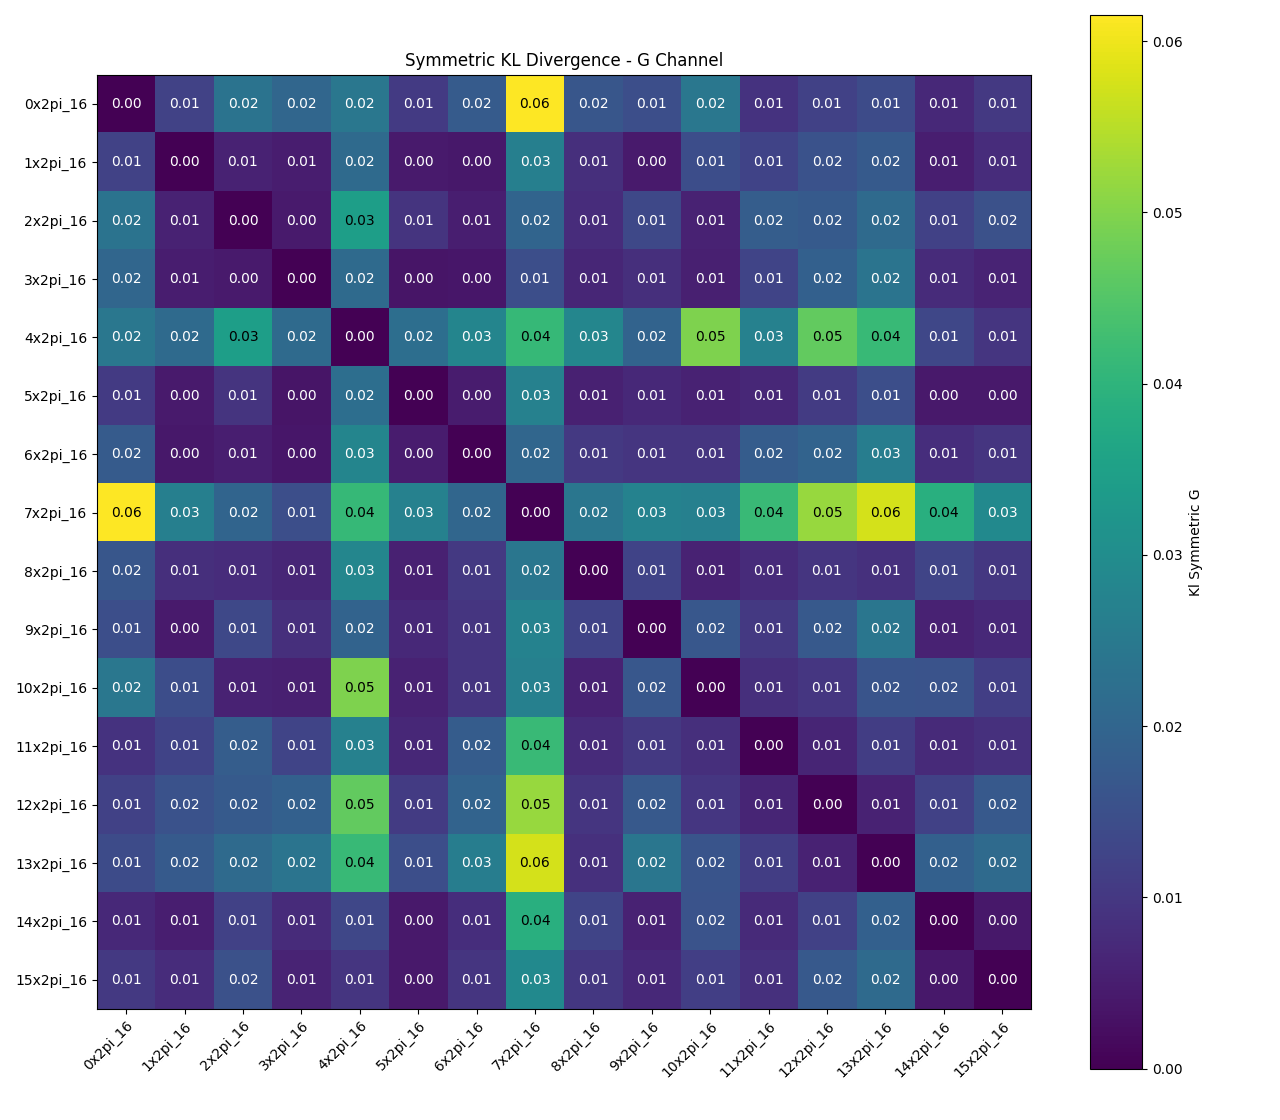 Symmetric KL Divergence - G Channel
0x2pi_16 0.00 0.01 0.02 0.02 0.02 0.01 0.02 0.06 0.02 0.01 0.02 0.01 0.01 0.01 0.01 0.01
1x2pi_16 0.01 0.00 0.01 0.01 0.02 0.00 0.00 0.03 0.01 0.00 0.01 0.01 0.02 0.02 0.01 0.01
2x2pi_16 0.02 0.01 0.00 0.00 0.03 0.01 0.01 0.02 0.01 0.01 0.01 0.02 0.02 0.02 0.01 0.02
3x2pi_16 0.02 0.01 0.00 0.00 0.02 0.00 0.00 0.01 0.01 0.01 0.01 0.01 0.02 0.02 0.01 0.01
4x2pi_16 0.02 0.02 0.03 0.02 0.00 0.02 0.03 0.04 0.03 0.02 0.05 0.03 0.05 0.04 0.01 0.01
5x2pi_16 0.01 0.00 0.01 0.00 0.02 0.00 0.00 0.03 0.01 0.01 0.01 0.01 0.01 0.01 0.00 0.00
6x2pi_16 0.02 0.00 0.01 0.00 0.03 0.00 0.00 0.02 0.01 0.01 0.01 0.02 0.02 0.03 0.01 0.01
7x2pi_16 0.06 0.03 0.02 0.01 0.04 0.03 0.02 0.00 0.02 0.03 0.03 0.04 0.05 0.06 0.04 0.03
8x2pi_16 0.02 0.01 0.01 0.01 0.03 0.01 0.01 0.02 0.00 0.01 0.01 0.01 0.01 0.01 0.01 0.01
9x2pi_16 0.01 0.00 0.01 0.01 0.02 0.01 0.01 0.03 0.01 0.00 0.02 0.01 0.02 0.02 0.01 0.01
10x2pi_16 0.02 0.01 0.01 0.01 0.05 0.01 0.01 0.03 0.01 0.02 0.00 0.01 0.01 0.02 0.02 0.01
11x2pi_16 0.01 0.01 0.02 0.01 0.03 0.01 0.02 0.04 0.01 0.01 0.01 0.00 0.01 0.01 0.01 0.01
12x2pi_16 0.01 0.02 0.02 0.02 0.05 0.01 0.02 0.05 0.01 0.02 0.01 0.01 0.00 0.01 0.01 0.02
13x2pi_16 0.01 0.02 0.02 0.02 0.04 0.01 0.03 0.06 0.01 0.02 0.02 0.01 0.01 0.00 0.02 0.02
14x2pi_16 0.01 0.01 0.01 0.01 0.01 0.00 0.01 0.04 0.01 0.01 0.02 0.01 0.01 0.02 0.00 0.00
15x2pi_16 0.01 0.01 0.02 0.01 0.01 0.00 0.01 0.03 0.01 0.01 0.01 0.01 0.02 0.02 0.00 0.00
0x2pi_16 1x2pi_16 2x2pi_16 3x2pi_16 4x2pi_16 5x2pi_16 6x2pi_16 7x2pi_16 8x2pi_16 9x2pi_16 10x2pi_16 11x2pi_16 12x2pi_16 13x2pi_16 14x2pi_16 15x2pi_16
0.06
0.05
0.04
0.03
0.02
0.01
0.00
Kl Symmetric G